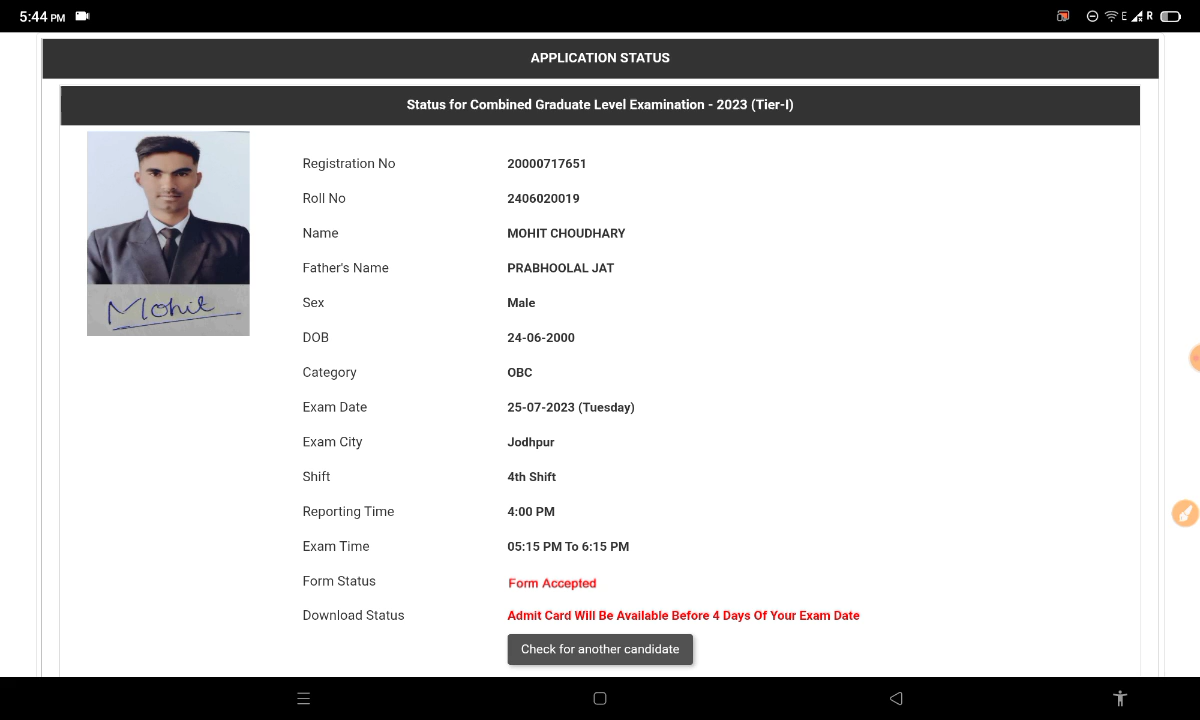 5:44 PM
E R
APPLICATION STATUS
Status for Combined Graduate Level Examination - 2023 (Tier-I)
Registration No 20000717651
Roll No 2406020019
Name MOHIT CHOUDHARY
Father's Name PRABHOOLAL JAT
Sex Male
DOB 24-06-2000
Category OBC
Exam Date 25-07-2023 (Tuesday)
Exam City Jodhpur
Shift 4th Shift
Reporting Time 4:00 PM
Exam Time 05:15 PM To 6:15 PM
Form Status Form Accepted
Download Status Admit Card Will Be Available Before 4 Days Of Your Exam Date
Check for another candidate
Mohit